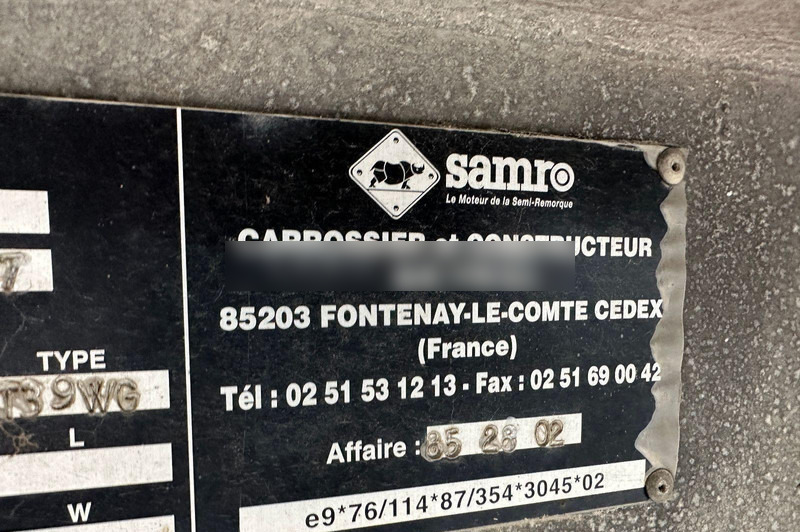 samro
Le Moteur de la Semi-Remorque
CARROSSIER et CONSTRUCTEUR
85203 FONTENAY-LE-COMTE CEDEX
(France)
Tél : 02 51 53 12 13 - Fax : 02 51 69 00 42
Affaire : 85 28 02
e9*76/114*87/354*3045*02
7
TYPE
TS9WG
L
W